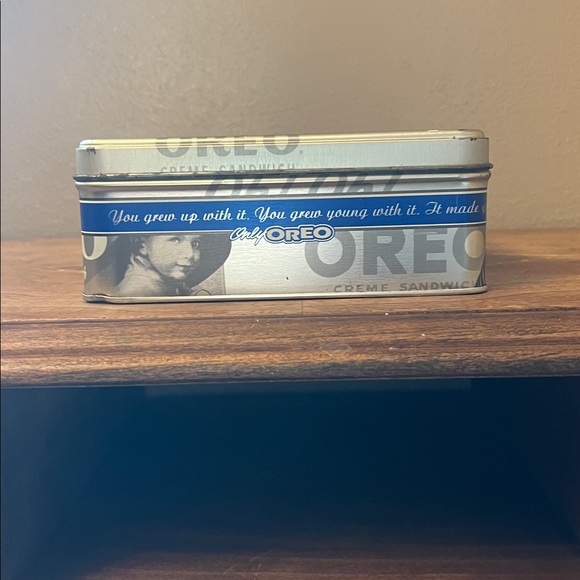 OREO
CREME SANDWICH
You grew up with it. You grew young with it. It made
Only OREO
OREO
CREME SANDWIC